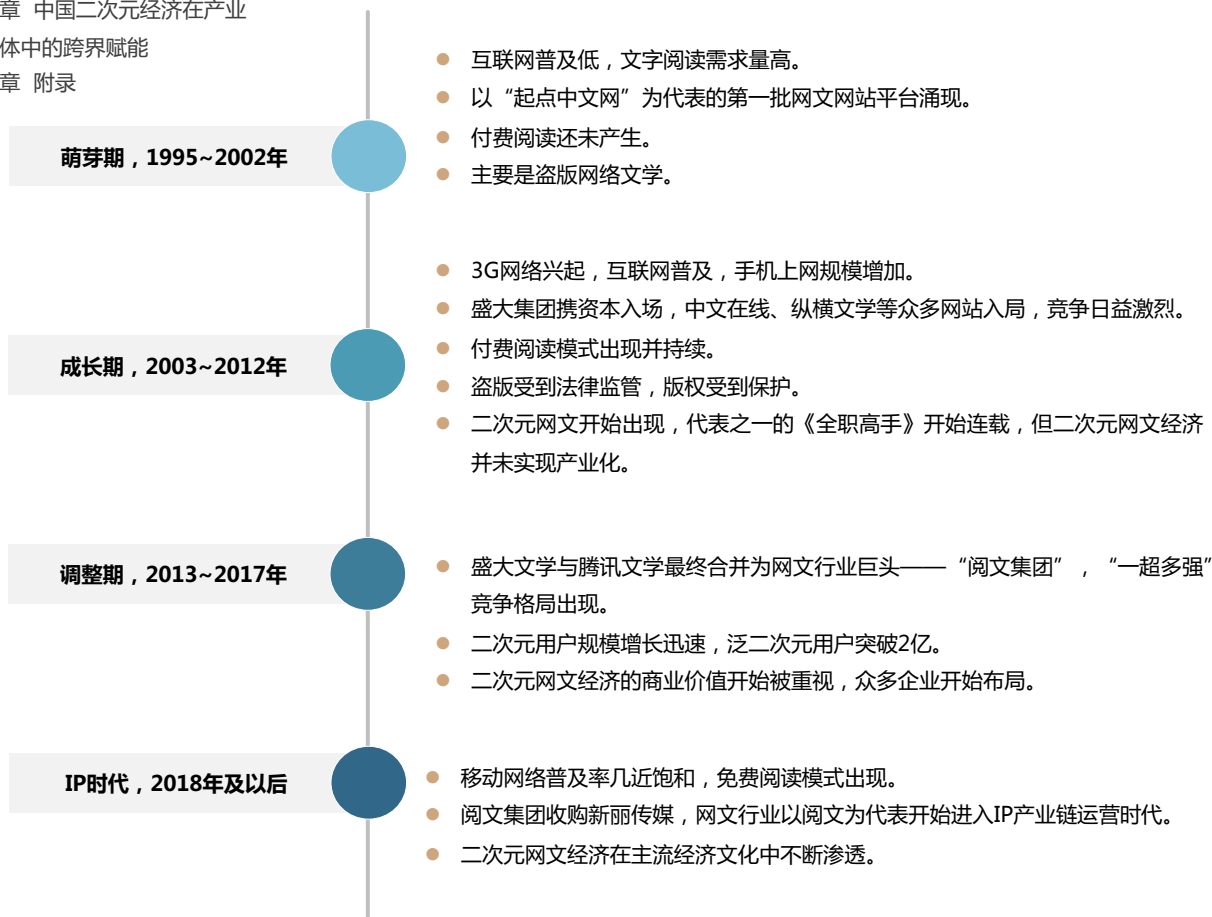 章 中国二次元经济在产业
体中的跨界赋能
章 附录
萌芽期，1995~2002年
互联网普及低，文字阅读需求量高。
以“起点中文网”为代表的第一批网文网站平台涌现。
付费阅读还未产生。
主要是盗版网络文学。
成长期，2003~2012年
3G网络兴起，互联网普及，手机上网规模增加。
盛大集团携资本入场，中文在线、纵横文学等众多网站入局，竞争日益激烈。
付费阅读模式出现并持续。
盗版受到法律监管，版权受到保护。
二次元网文开始出现，代表之一的《全职高手》开始连载，但二次元网文经济
并未实现产业化。
调整期，2013~2017年
盛大文学与腾讯文学最终合并为网文行业巨头——“阅文集团”，“一超多强”
竞争格局出现。
二次元用户规模增长迅速，泛二次元用户突破2亿。
二次元网文经济的商业价值开始被重视，众多企业开始布局。
IP时代，2018年及以后
移动网络普及率几近饱和，免费阅读模式出现。
阅文集团收购新丽传媒，网文行业以阅文为代表开始进入IP产业链运营时代。
二次元网文经济在主流经济文化中不断渗透。